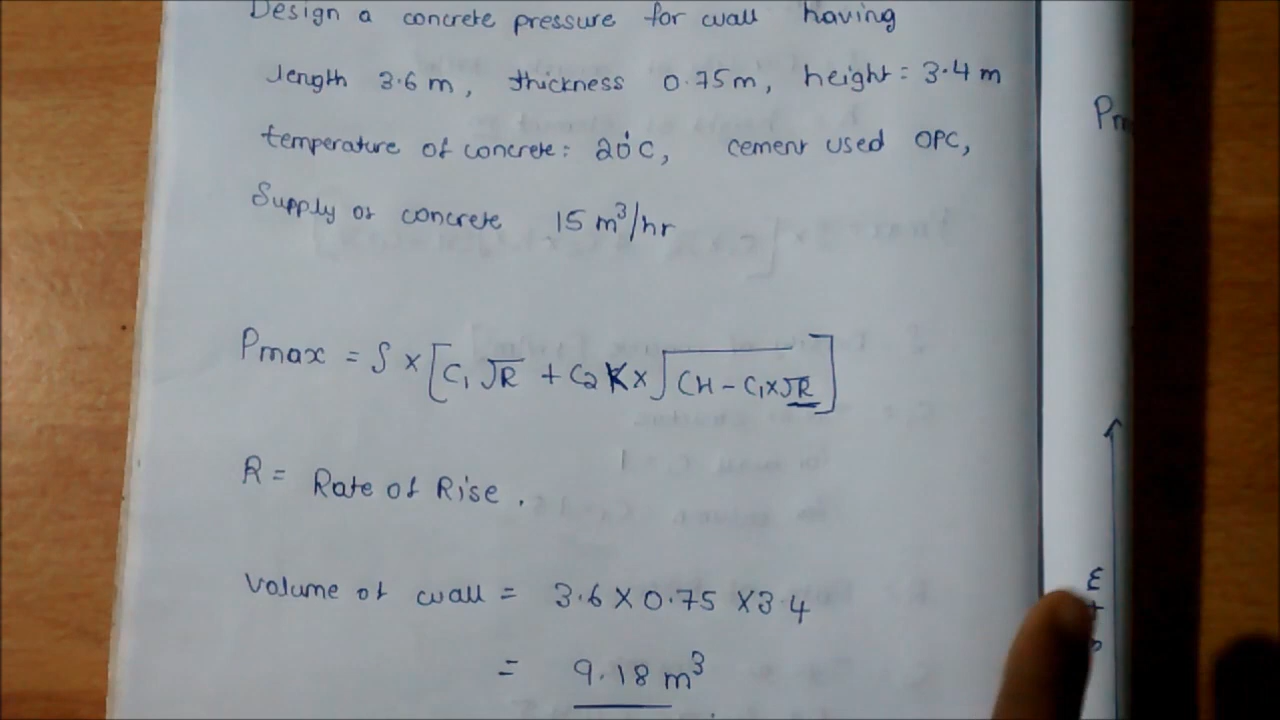 Design a concrete pressure for wall having
length 3.6 m, thickness 0.75m, height = 3.4 m
temperature of concrete: 20°C, cement used OPC,
Supply of concrete 15 m³/hr
Pmax = ʃ × [C₁ √R + C₂ K × √(CH - C₁×√R)]
R = Rate of Rise.
Volume of wall = 3.6 X 0.75 X 3.4
= 9.18 m³